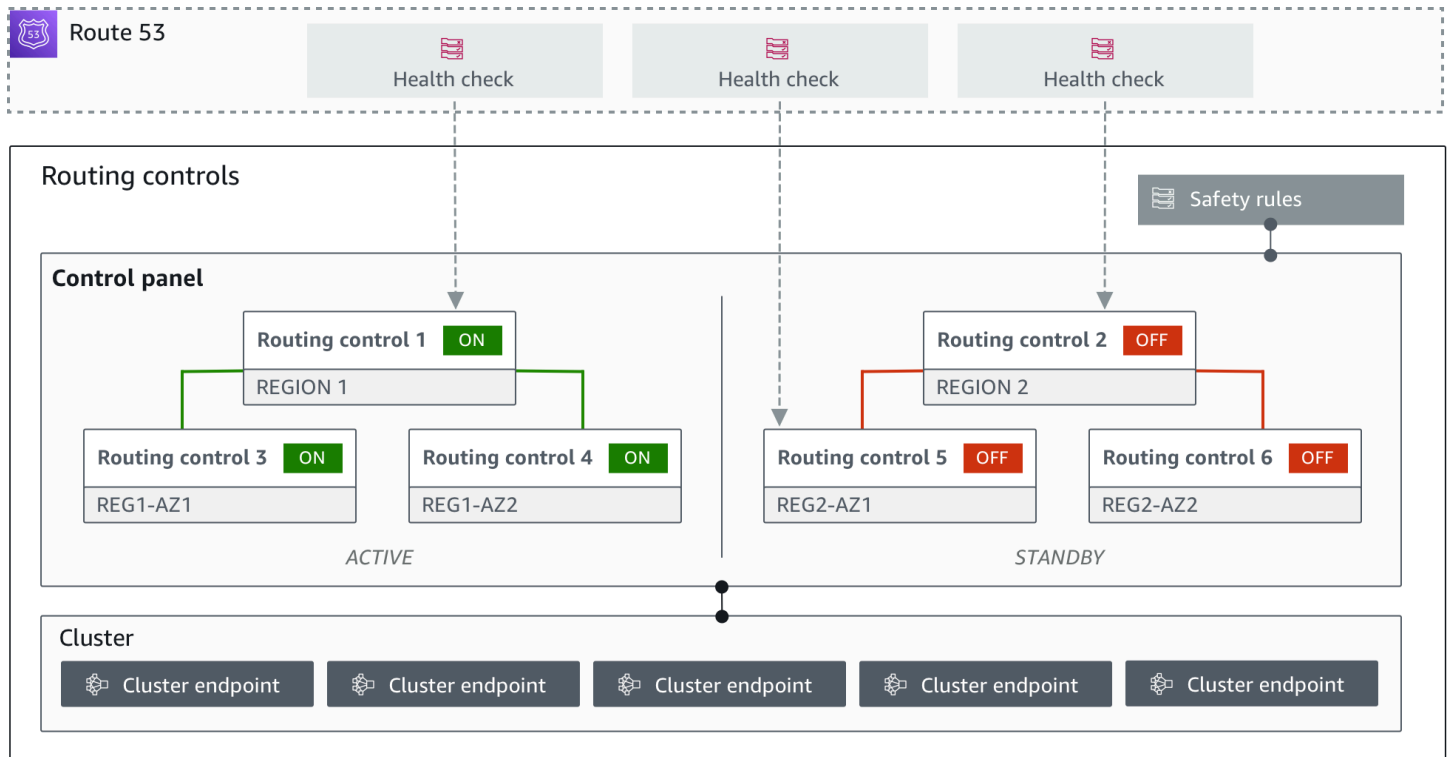 53
Route 53
Health check
Health check
Health check
Routing controls
Safety rules
Control panel
Routing control 1 ON
REGION 1
Routing control 2 OFF
REGION 2
Routing control 3 ON
REG1-AZ1
Routing control 4 ON
REG1-AZ2
Routing control 5 OFF
REG2-AZ1
Routing control 6 OFF
REG2-AZ2
ACTIVE
STANDBY
Cluster
Cluster endpoint
Cluster endpoint
Cluster endpoint
Cluster endpoint
Cluster endpoint